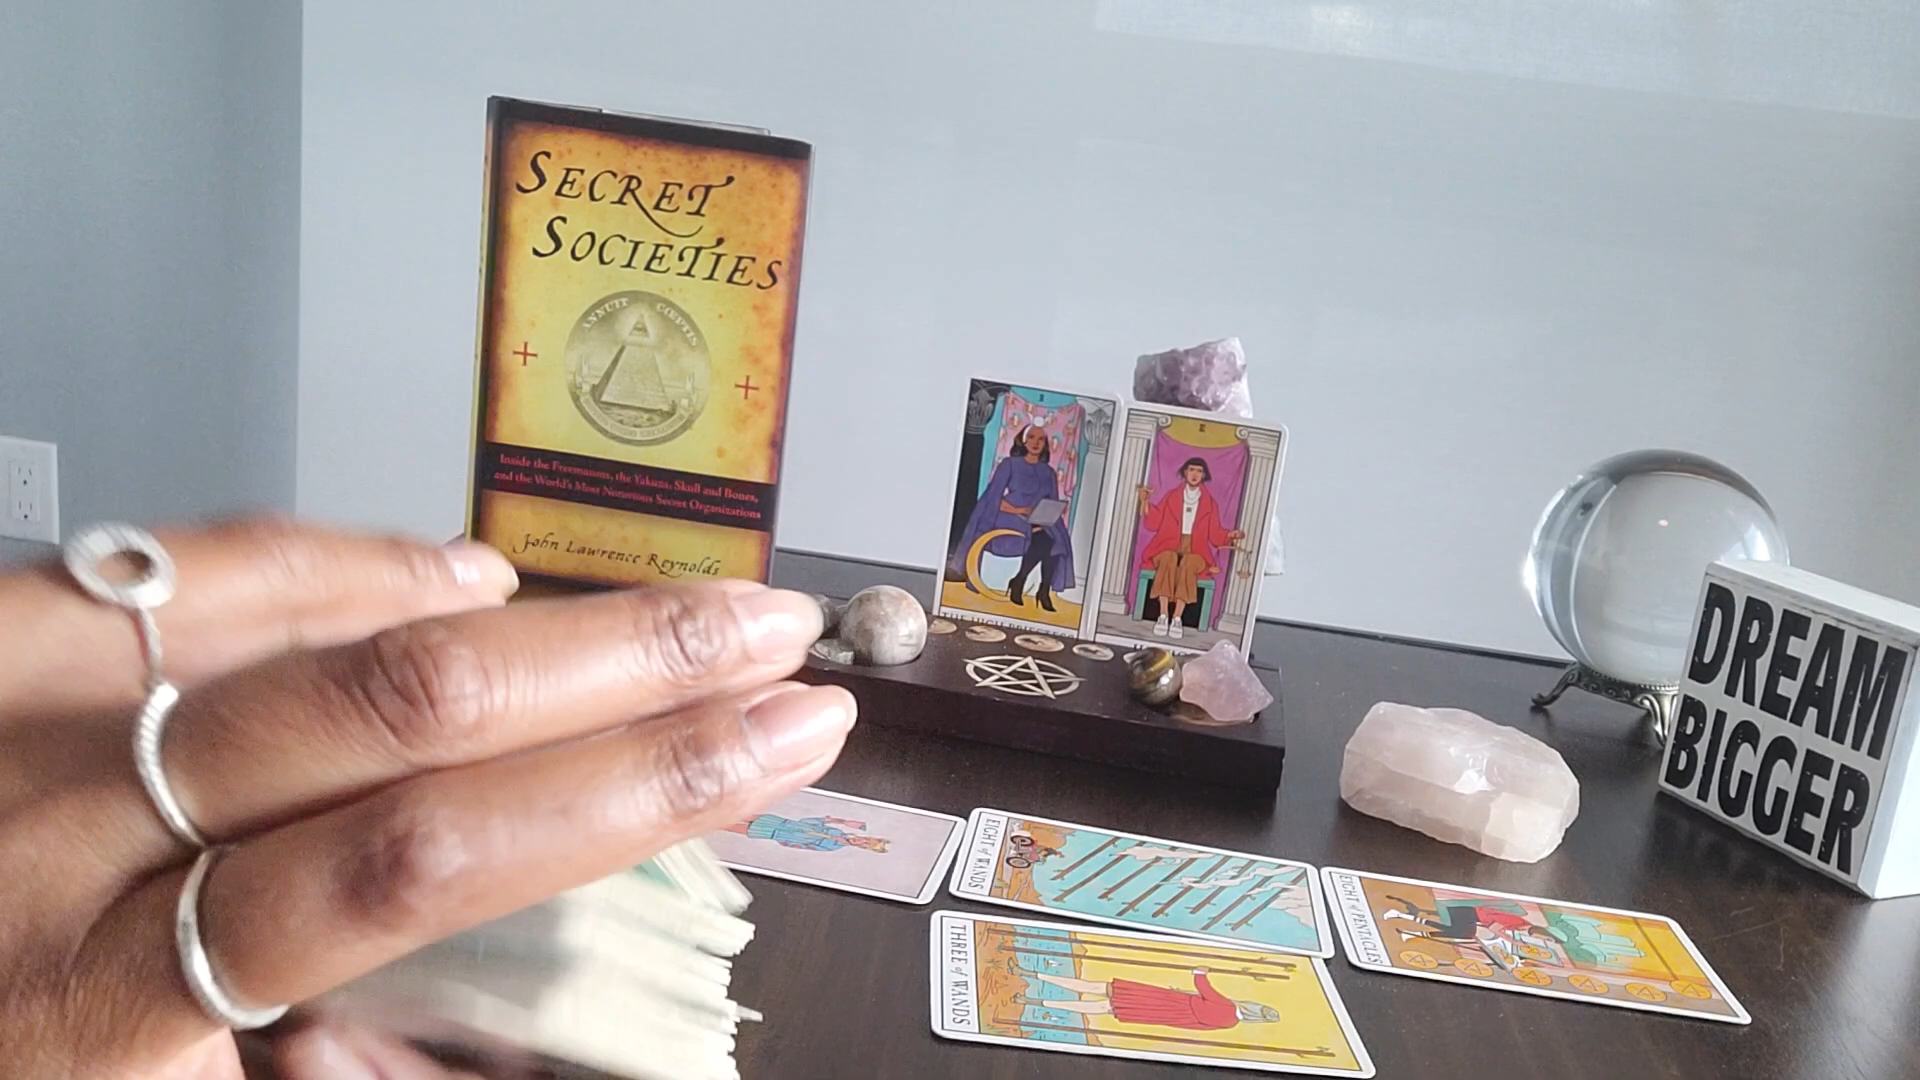 SECRET
SOCIETIES
ANNUIT CŒPTIS
Inside the Freemasons, the Yakuza, Skull and Bones,
and the World's Most Notorious Secret Organizations
John Lawrence Reynolds
THE HIGH PRIESTESS
DREAM
BIGGER
EIGHT of WANDS
EIGHT of PENTACLES
THREE of WANDS